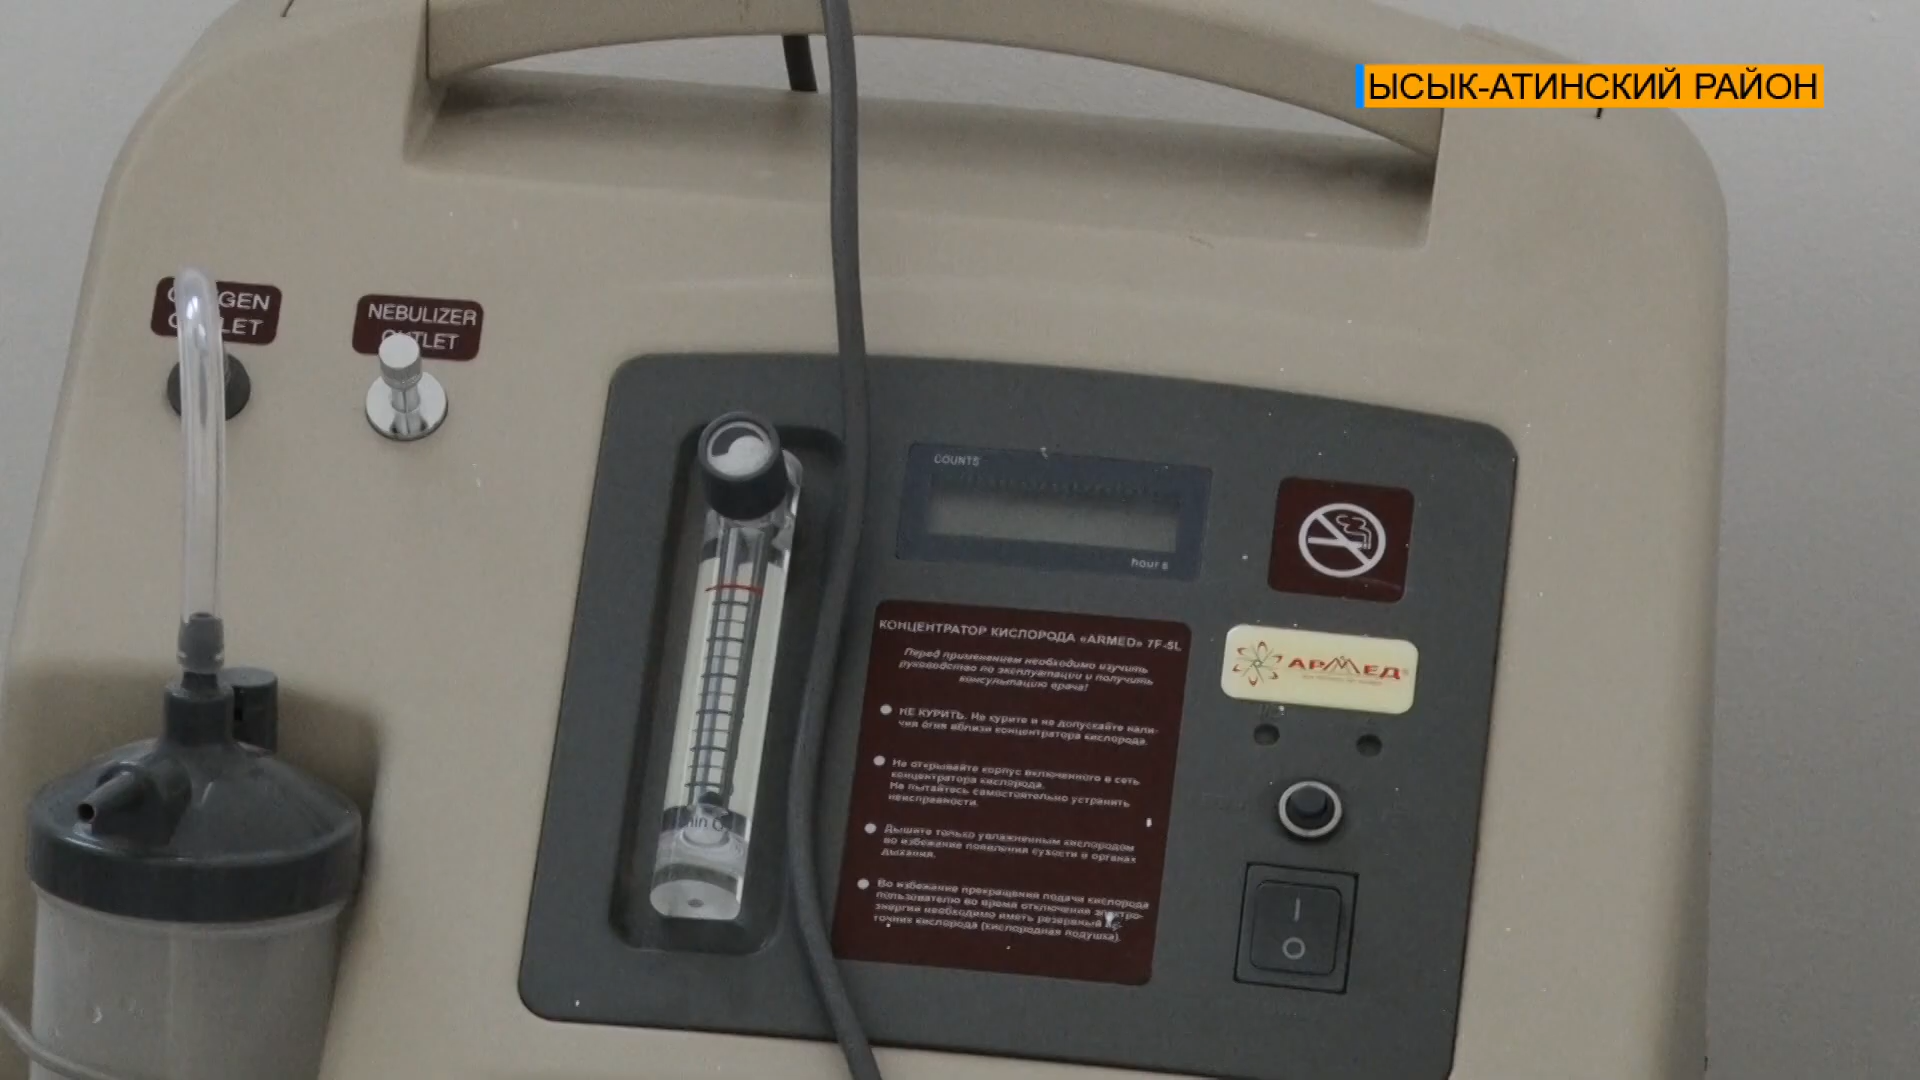 ЫСЫК-АТИНСКИЙ РАЙОН
OXYGEN
OUTLET
NEBULIZER
OUTLET
COUNTS
hours
КОНЦЕНТРАТОР КИСЛОРОДА «ARMED» 7F-5L
Перед применением необходимо изучить
руководство по эксплуатации и получить
консультацию врача!
НЕ КУРИТЬ. Не курите и не допускайте нали-
чия огня вблизи концентратора кислорода.
Не открывайте корпус включенного в сеть
концентратора кислорода.
Не пытайтесь самостоятельно устранить
неисправности.
Дышите только увлажненным кислородом
во избежание появления сухости в органах
дыхания.
Во избежание прекращения подачи кислорода
пользователю во время отключения электро-
энергии необходимо иметь резервный ис-
точник кислорода (кислородная подушка).
АРМЕД®